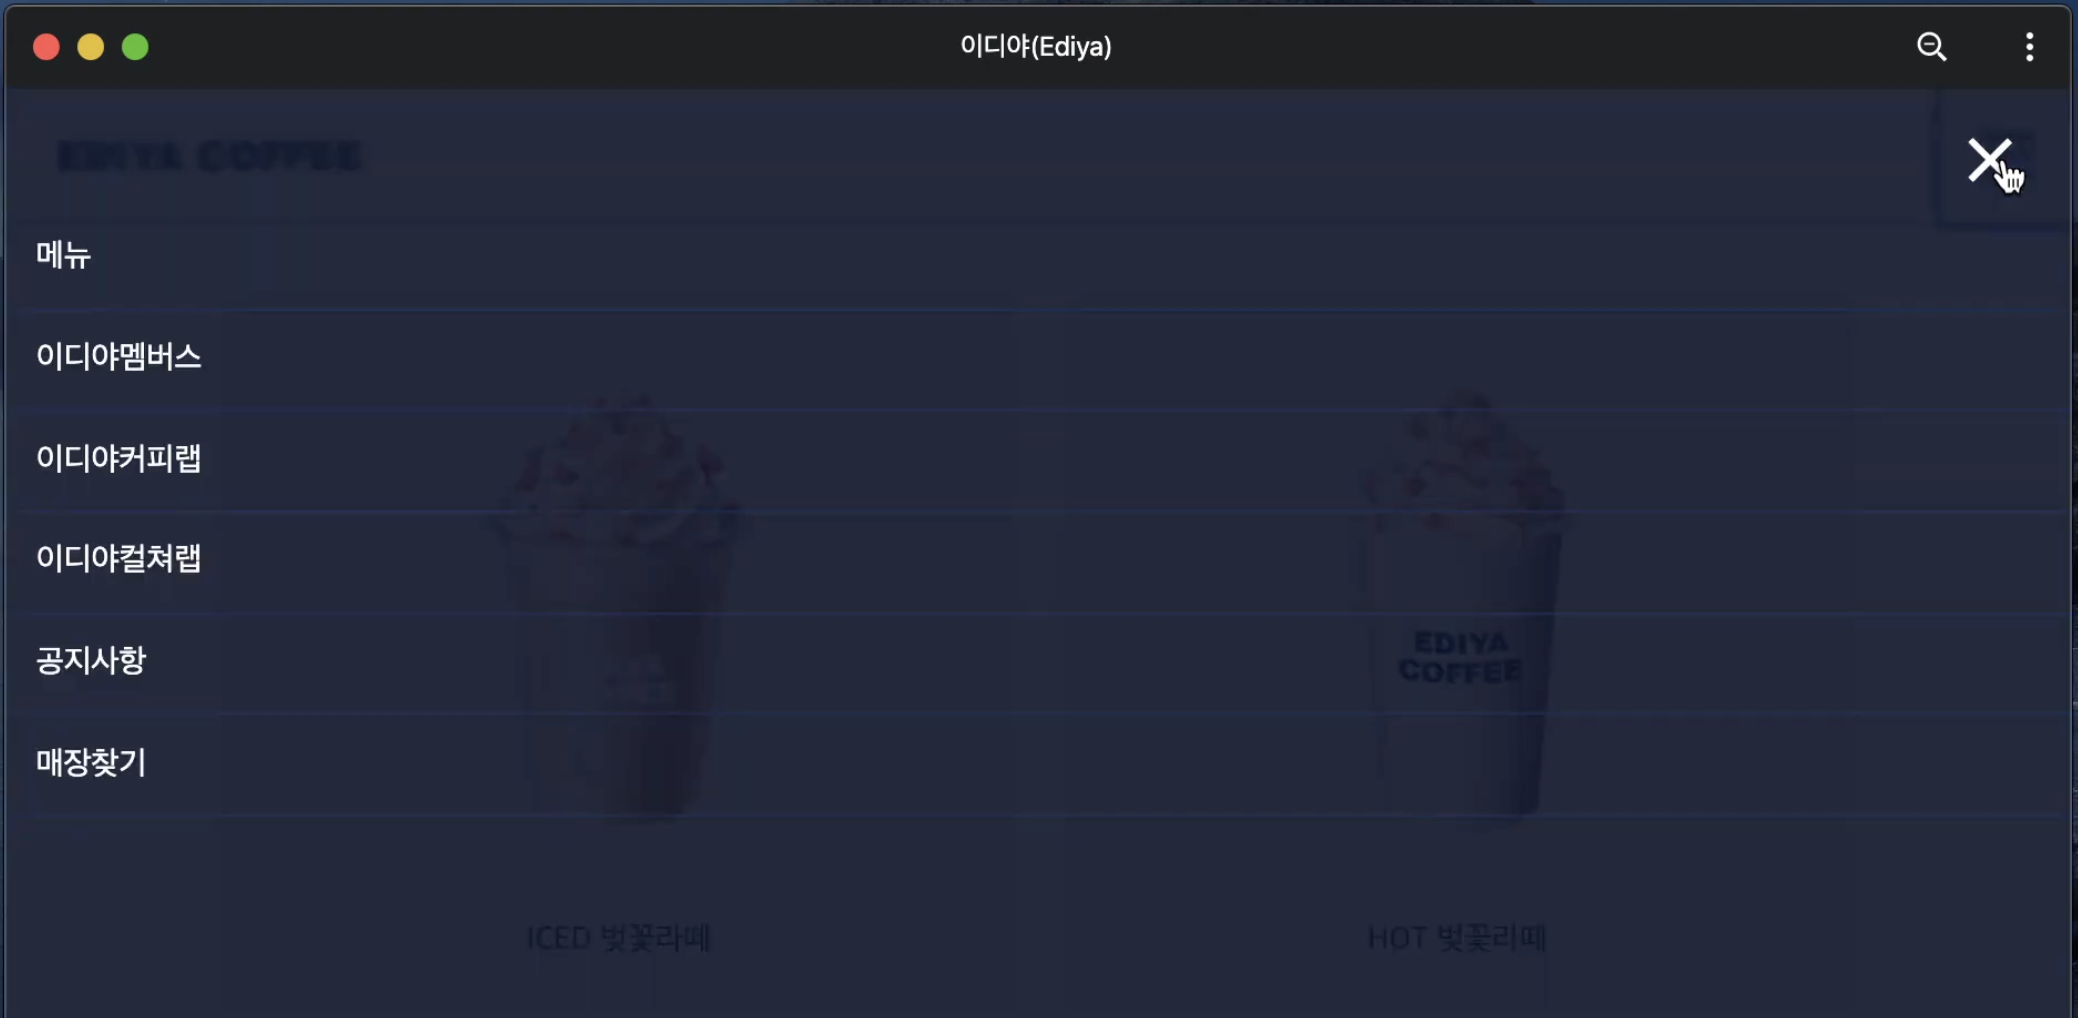 이디야(Ediya)
EDIYA COFFEE
메뉴
이디야멤버스
이디야커피랩
이디야컬쳐랩
공지사항
매장찾기
EDIYA
COFFEE
ICED 벚꽃라떼
HOT 벚꽃라떼